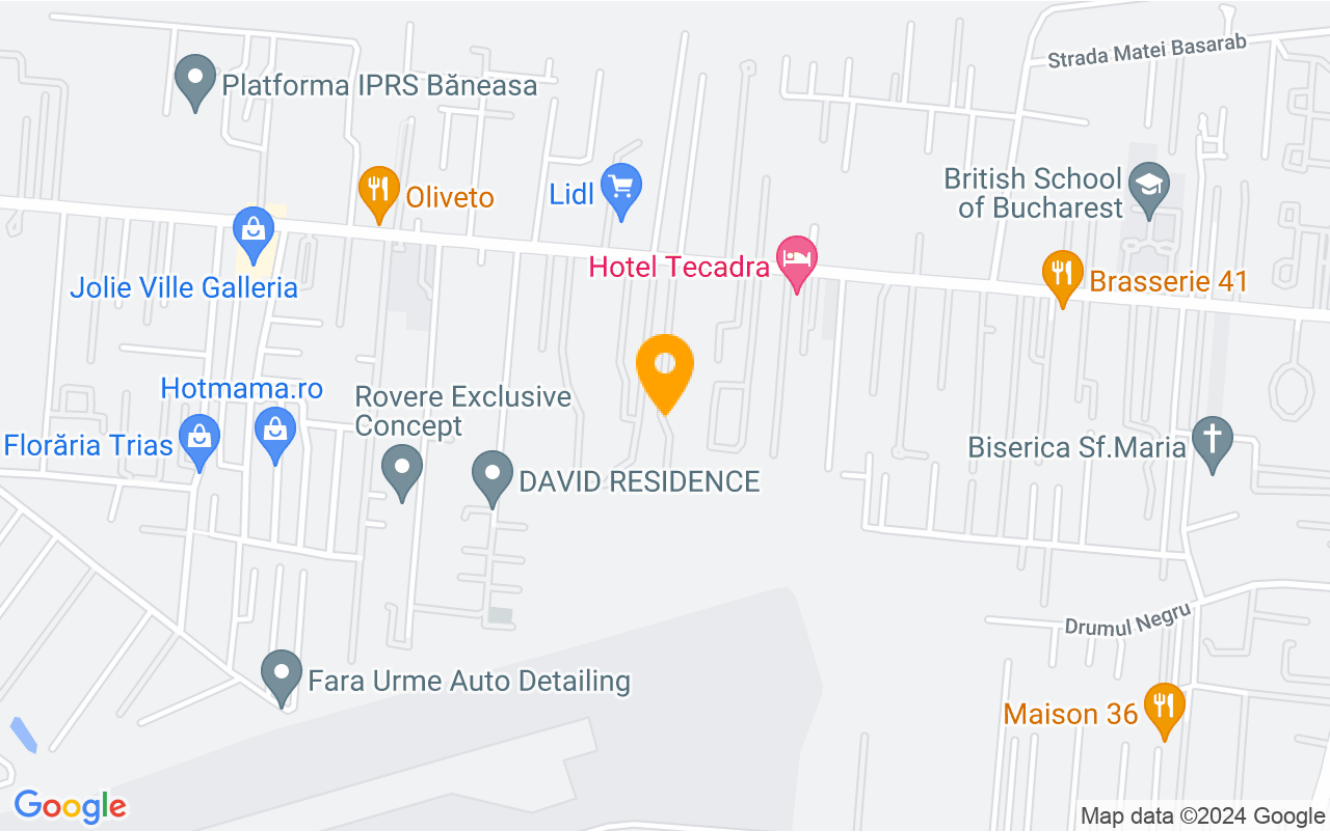 Strada Matei Basarab
Platforma IPRS Băneasa
British School
of Bucharest
Oliveto
Lidl
Hotel Tecadra
Brasserie 41
Jolie Ville Galleria
Hotmama.ro
Rovere Exclusive
Concept
Florăria Trias
Biserica Sf.Maria
DAVID RESIDENCE
Drumul Negru
Fara Urme Auto Detailing
Maison 36
Google
Map data ©2024 Google